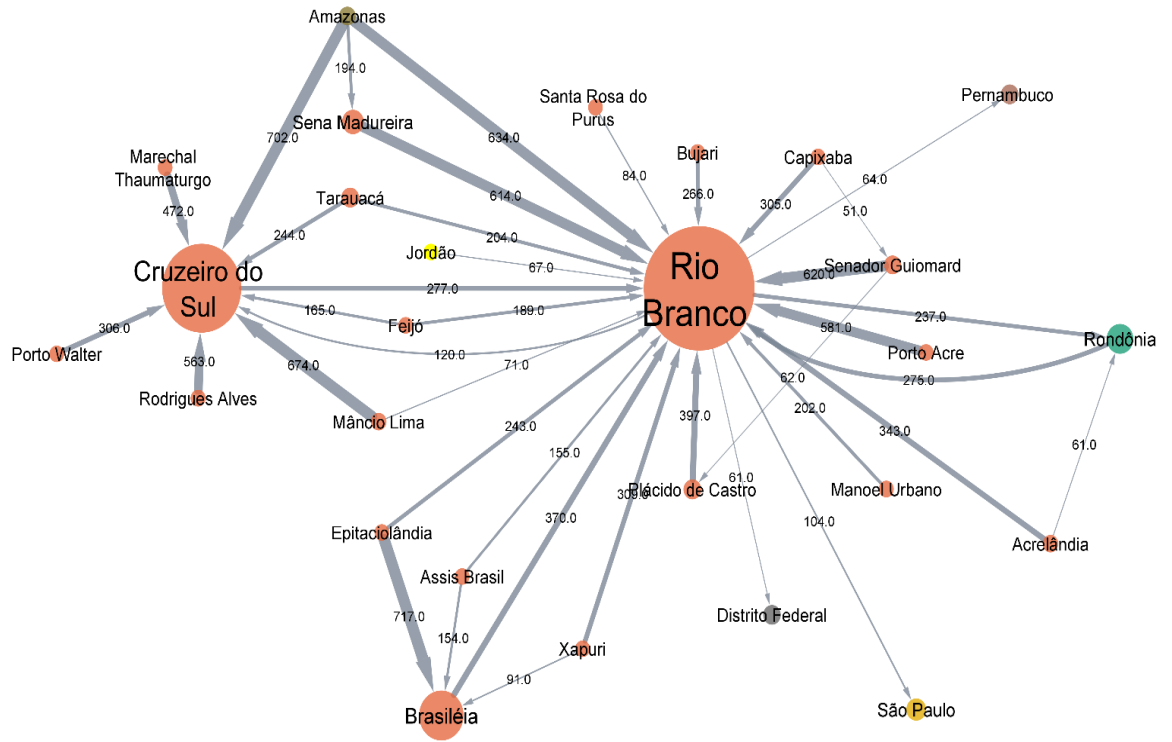 Amazonas
194.0
Pernambuco
Santa Rosa do
Purus
Sena Madureira
702.0
634.0
Bujari
Capixaba
Marechal
Thaumaturgo
84.0
64.0
266.0
614.0
Tarauacá
305.0
51.0
472.0
244.0
204.0
Jordão
67.0
Senador Guiomard
620.0
Cruzeiro do
Sul
Rio
Branco
277.0
165.0
189.0
Feijó
237.0
306.0
Porto Walter
120.0
581.0
Porto Acre
Rondônia
563.0
674.0
71.0
62.0
275.0
Rodrigues Alves
Mâncio Lima
397.0
202.0
243.0
343.0
61.0
155.0
61.0
309.0
Plácido de Castro
Manoel Urbano
370.0
104.0
Epitaciolândia
Acrelândia
Assis Brasil
717.0
154.0
Distrito Federal
Xapuri
91.0
Brasiléia
São Paulo